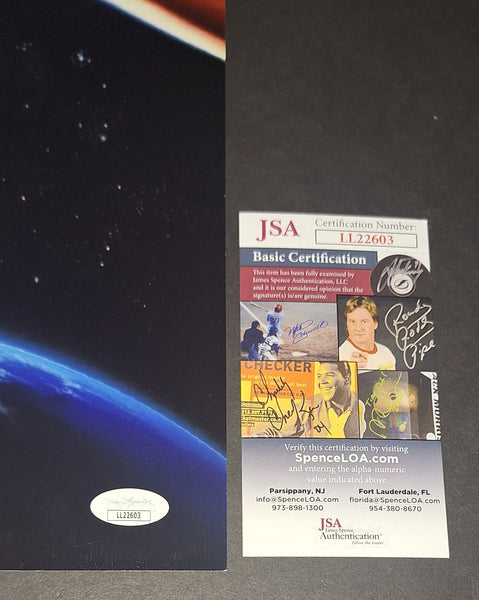 JSA
Certification Number:
LL22603
Basic Certification
This item has been fully examined by
James Spence Authentication, LLC
and it is our considered opinion that the
signature(s) is/are genuine.
CHECKER
Verify this certification by visiting
SpenceLOA.com
and entering the alpha-numeric
value indicated above.
Parsippany, NJ
info@SpenceLOA.com
973-898-1300
Fort Lauderdale, FL
florida@SpenceLOA.com
954-380-8670
JSA
James Spence
Authentication
follow the leader
LL22603